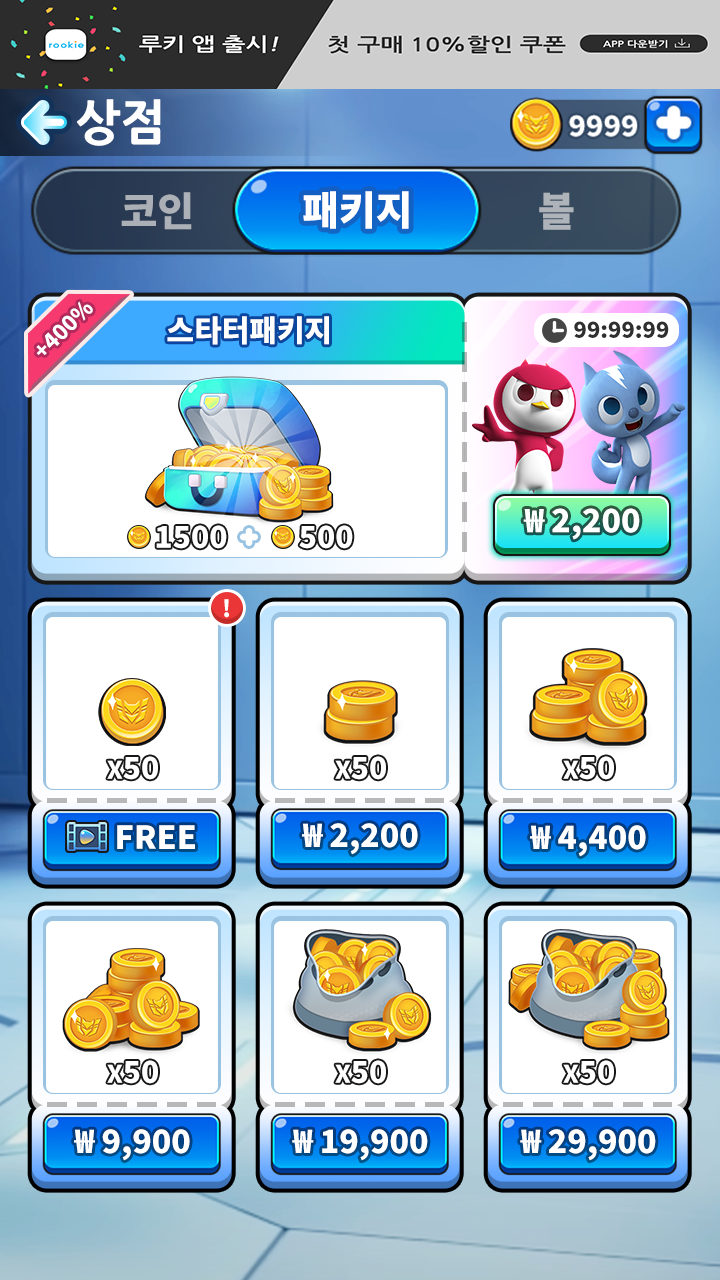 rookie
루키 앱 출시!
첫 구매 10%할인 쿠폰
APP 다운받기
상점
9999
코인
패키지
볼
+400%
스타터패키지
99:99:99
1500 500
₩2,200
!
x50
x50
x50
FREE
₩2,200
₩4,400
x50
x50
x50
₩9,900
₩19,900
₩29,900